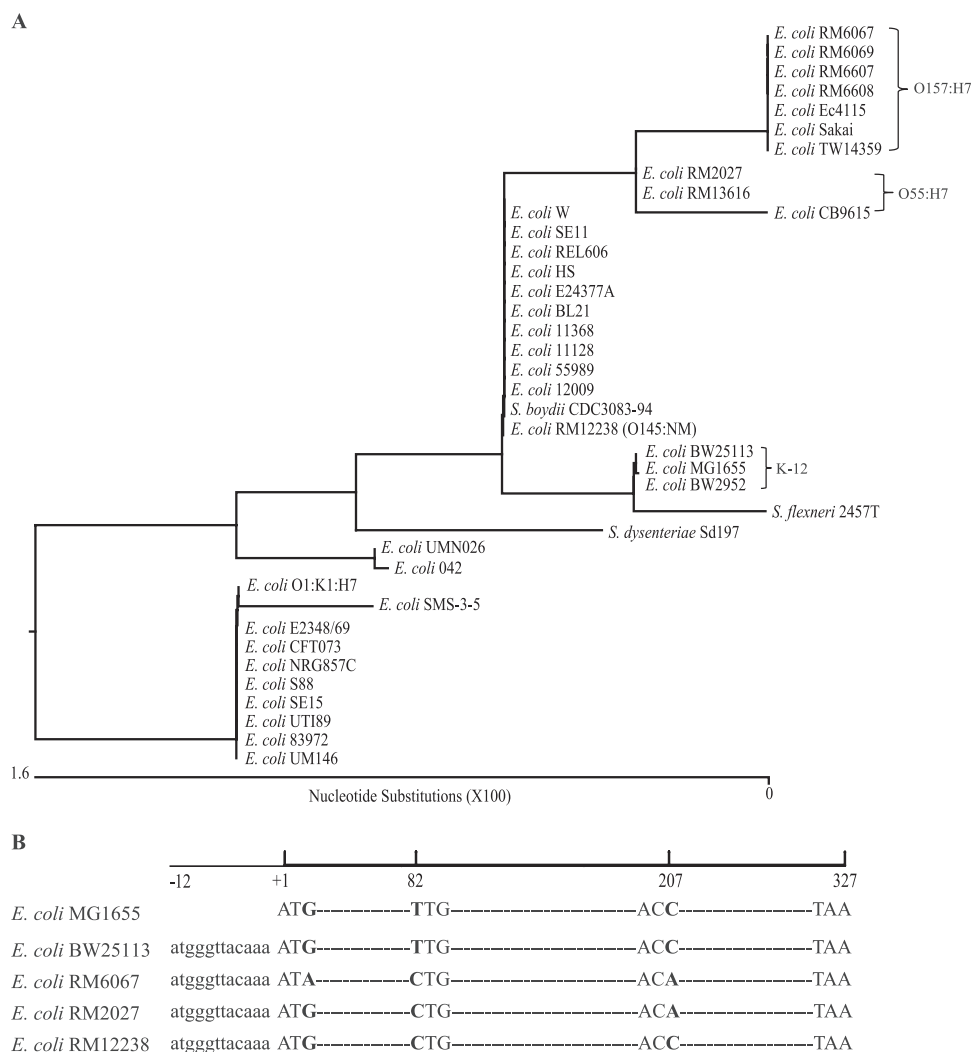 A
E. coli RM6067
E. coli RM6069
E. coli RM6607
E. coli RM6608
O157:H7
E. coli Ec4115
E. coli Sakai
E. coli TW14359
E. coli RM2027
E. coli RM13616
O55:H7
E. coli CB9615
E. coli W
E. coli SE11
E. coli REL606
E. coli HS
E. coli E24377A
E. coli BL21
E. coli 11368
E. coli 11128
E. coli 55989
E. coli 12009
S. boydii CDC3083-94
E. coli RM12238 (O145:NM)
E. coli BW25113
E. coli MG1655
K-12
E. coli BW2952
S. flexneri 2457T
S. dysenteriae Sd197
E. coli UMN026
E. coli 042
E. coli O1:K1:H7
E. coli SMS-3-5
E. coli E2348/69
E. coli CFT073
E. coli NRG857C
E. coli S88
E. coli SE15
E. coli UTI89
E. coli 83972
E. coli UM146
1.6
Nucleotide Substitutions (X100)
0
B
-12 +1 82 207 327
E. coli MG1655 ATG--------------TTG---------------------------ACC-------------------TAA
E. coli BW25113 atgggttacaaa ATG--------------TTG---------------------------ACC-------------------TAA
E. coli RM6067 atgggttacaaa ATA--------------CTG---------------------------ACA-------------------TAA
E. coli RM2027 atgggttacaaa ATG--------------CTG---------------------------ACA-------------------TAA
E. coli RM12238 atgggttacaaa ATG--------------CTG---------------------------ACC-------------------TAA